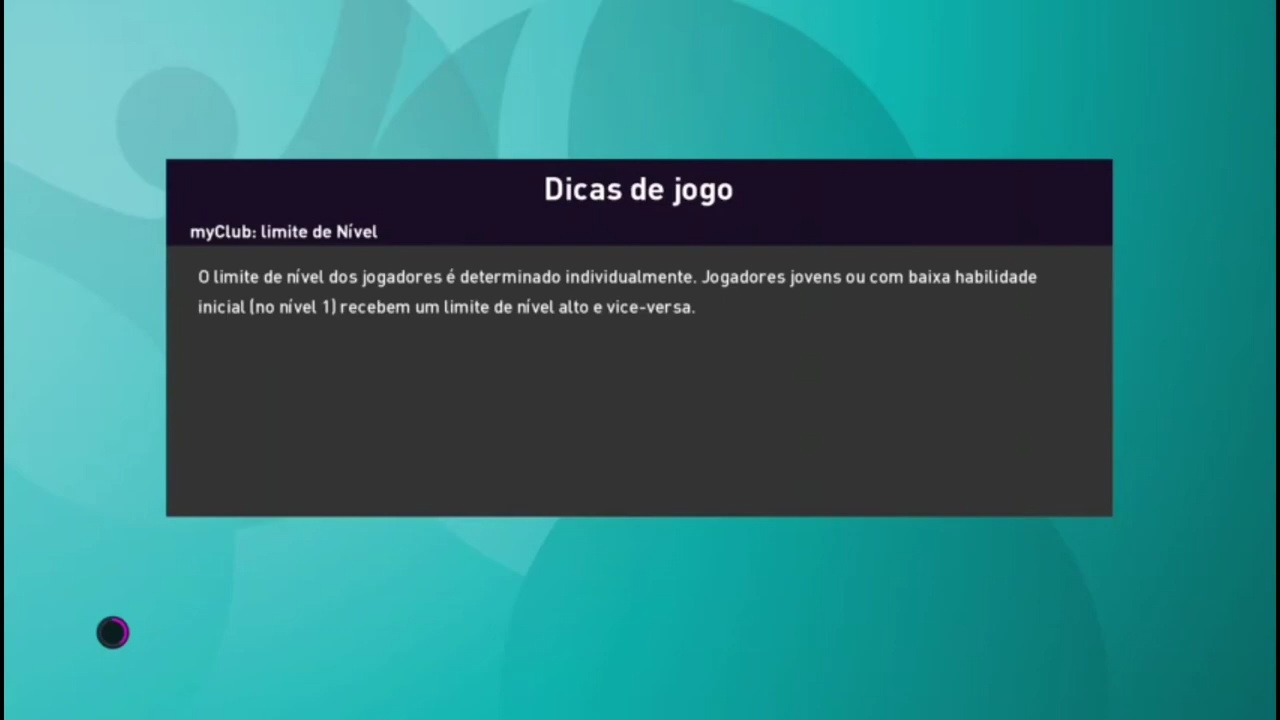 Dicas de jogo
myClub: limite de Nível
O limite de nível dos jogadores é determinado individualmente. Jogadores jovens ou com baixa habilidade
inicial (no nível 1) recebem um limite de nível alto e vice-versa.